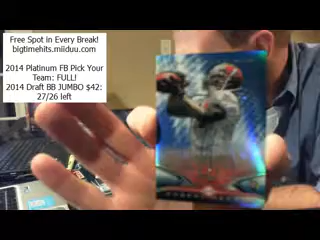 Free Spot in Every Break!
bigtimehits.miiduu.com
2014 Platinum FB Pick Your
Team: FULL!
2014 Draft BB JUMBO $42:
27/26 left